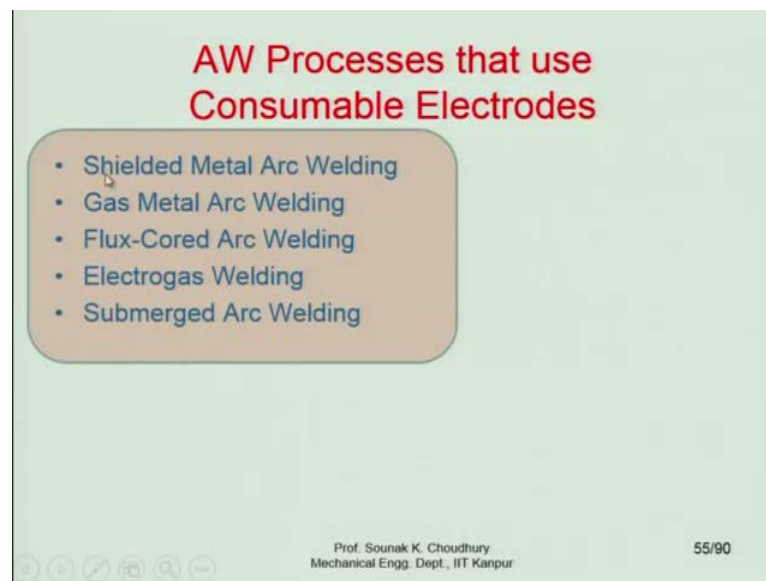 AW Processes that use
Consumable Electrodes
• Shielded Metal Arc Welding
• Gas Metal Arc Welding
• Flux-Cored Arc Welding
• Electrogas Welding
• Submerged Arc Welding
Prof. Sounak K. Choudhury
Mechanical Engg. Dept., IIT Kanpur
55/90